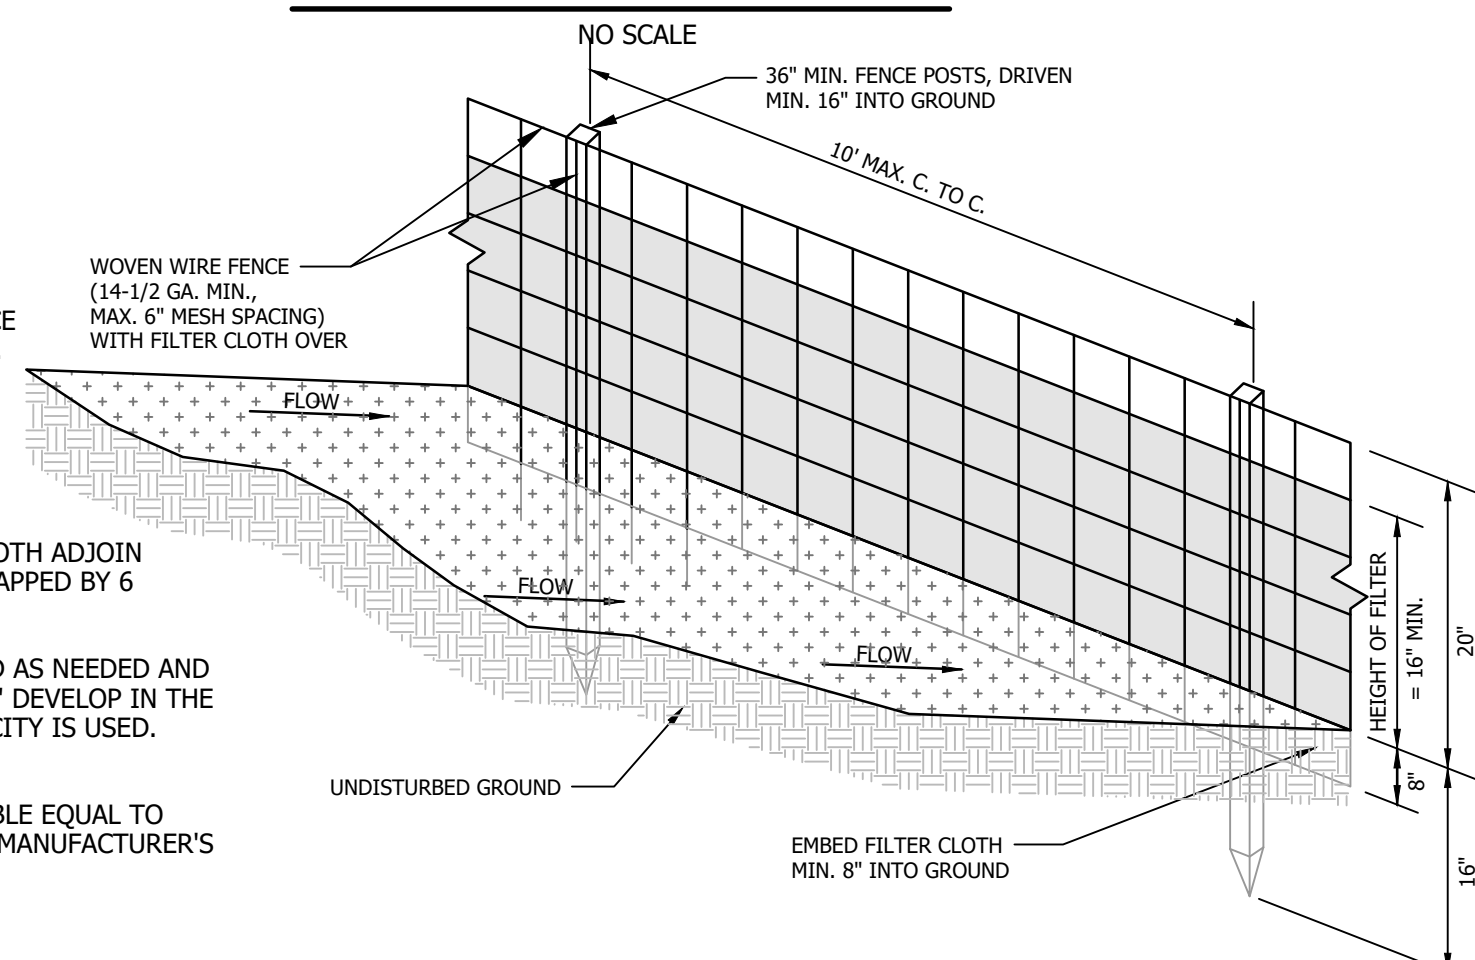 NO SCALE
36" MIN. FENCE POSTS, DRIVEN
MIN. 16" INTO GROUND
10' MAX. C. TO C.
WOVEN WIRE FENCE
(14-1/2 GA. MIN.,
MAX. 6" MESH SPACING)
WITH FILTER CLOTH OVER
FLOW
FLOW
FLOW
OTH ADJOIN
APPED BY 6
D AS NEEDED AND
" DEVELOP IN THE
CITY IS USED.
BLE EQUAL TO
MANUFACTURER'S
UNDISTURBED GROUND
EMBED FILTER CLOTH
MIN. 8" INTO GROUND
HEIGHT OF FILTER
= 16" MIN.
20"
8"
16"